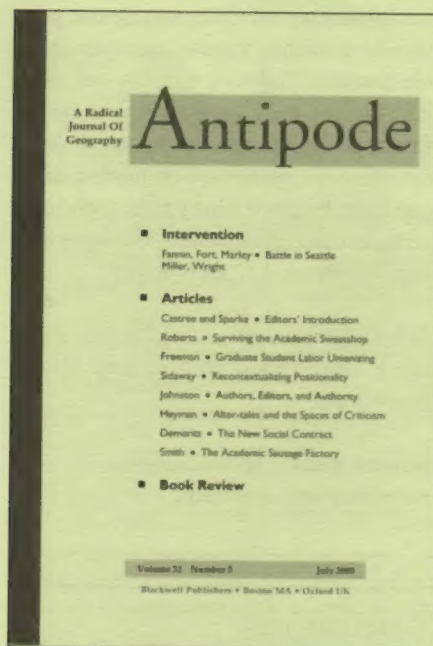 A Radical
Journal Of
Geography
Antipode
■ Intervention
Fannin, Fort, Marley • Battle in Seattle
Miller, Wright
■ Articles
Castree and Sparke • Editors' Introduction
Roberts • Surviving the Academic Sweatshop
Freeman • Graduate Student Labor Unionizing
Sidaway • Recontextualizing Positionality
Johnston • Authors, Editors, and Authority
Heyman • Alter-tales and the Spaces of Criticism
Demeritt • The New Social Contract
Smith • The Academic Sausage Factory
■ Book Review
Volume 32 Number 3 July 2000
Blackwell Publishers • Boston MA • Oxford UK